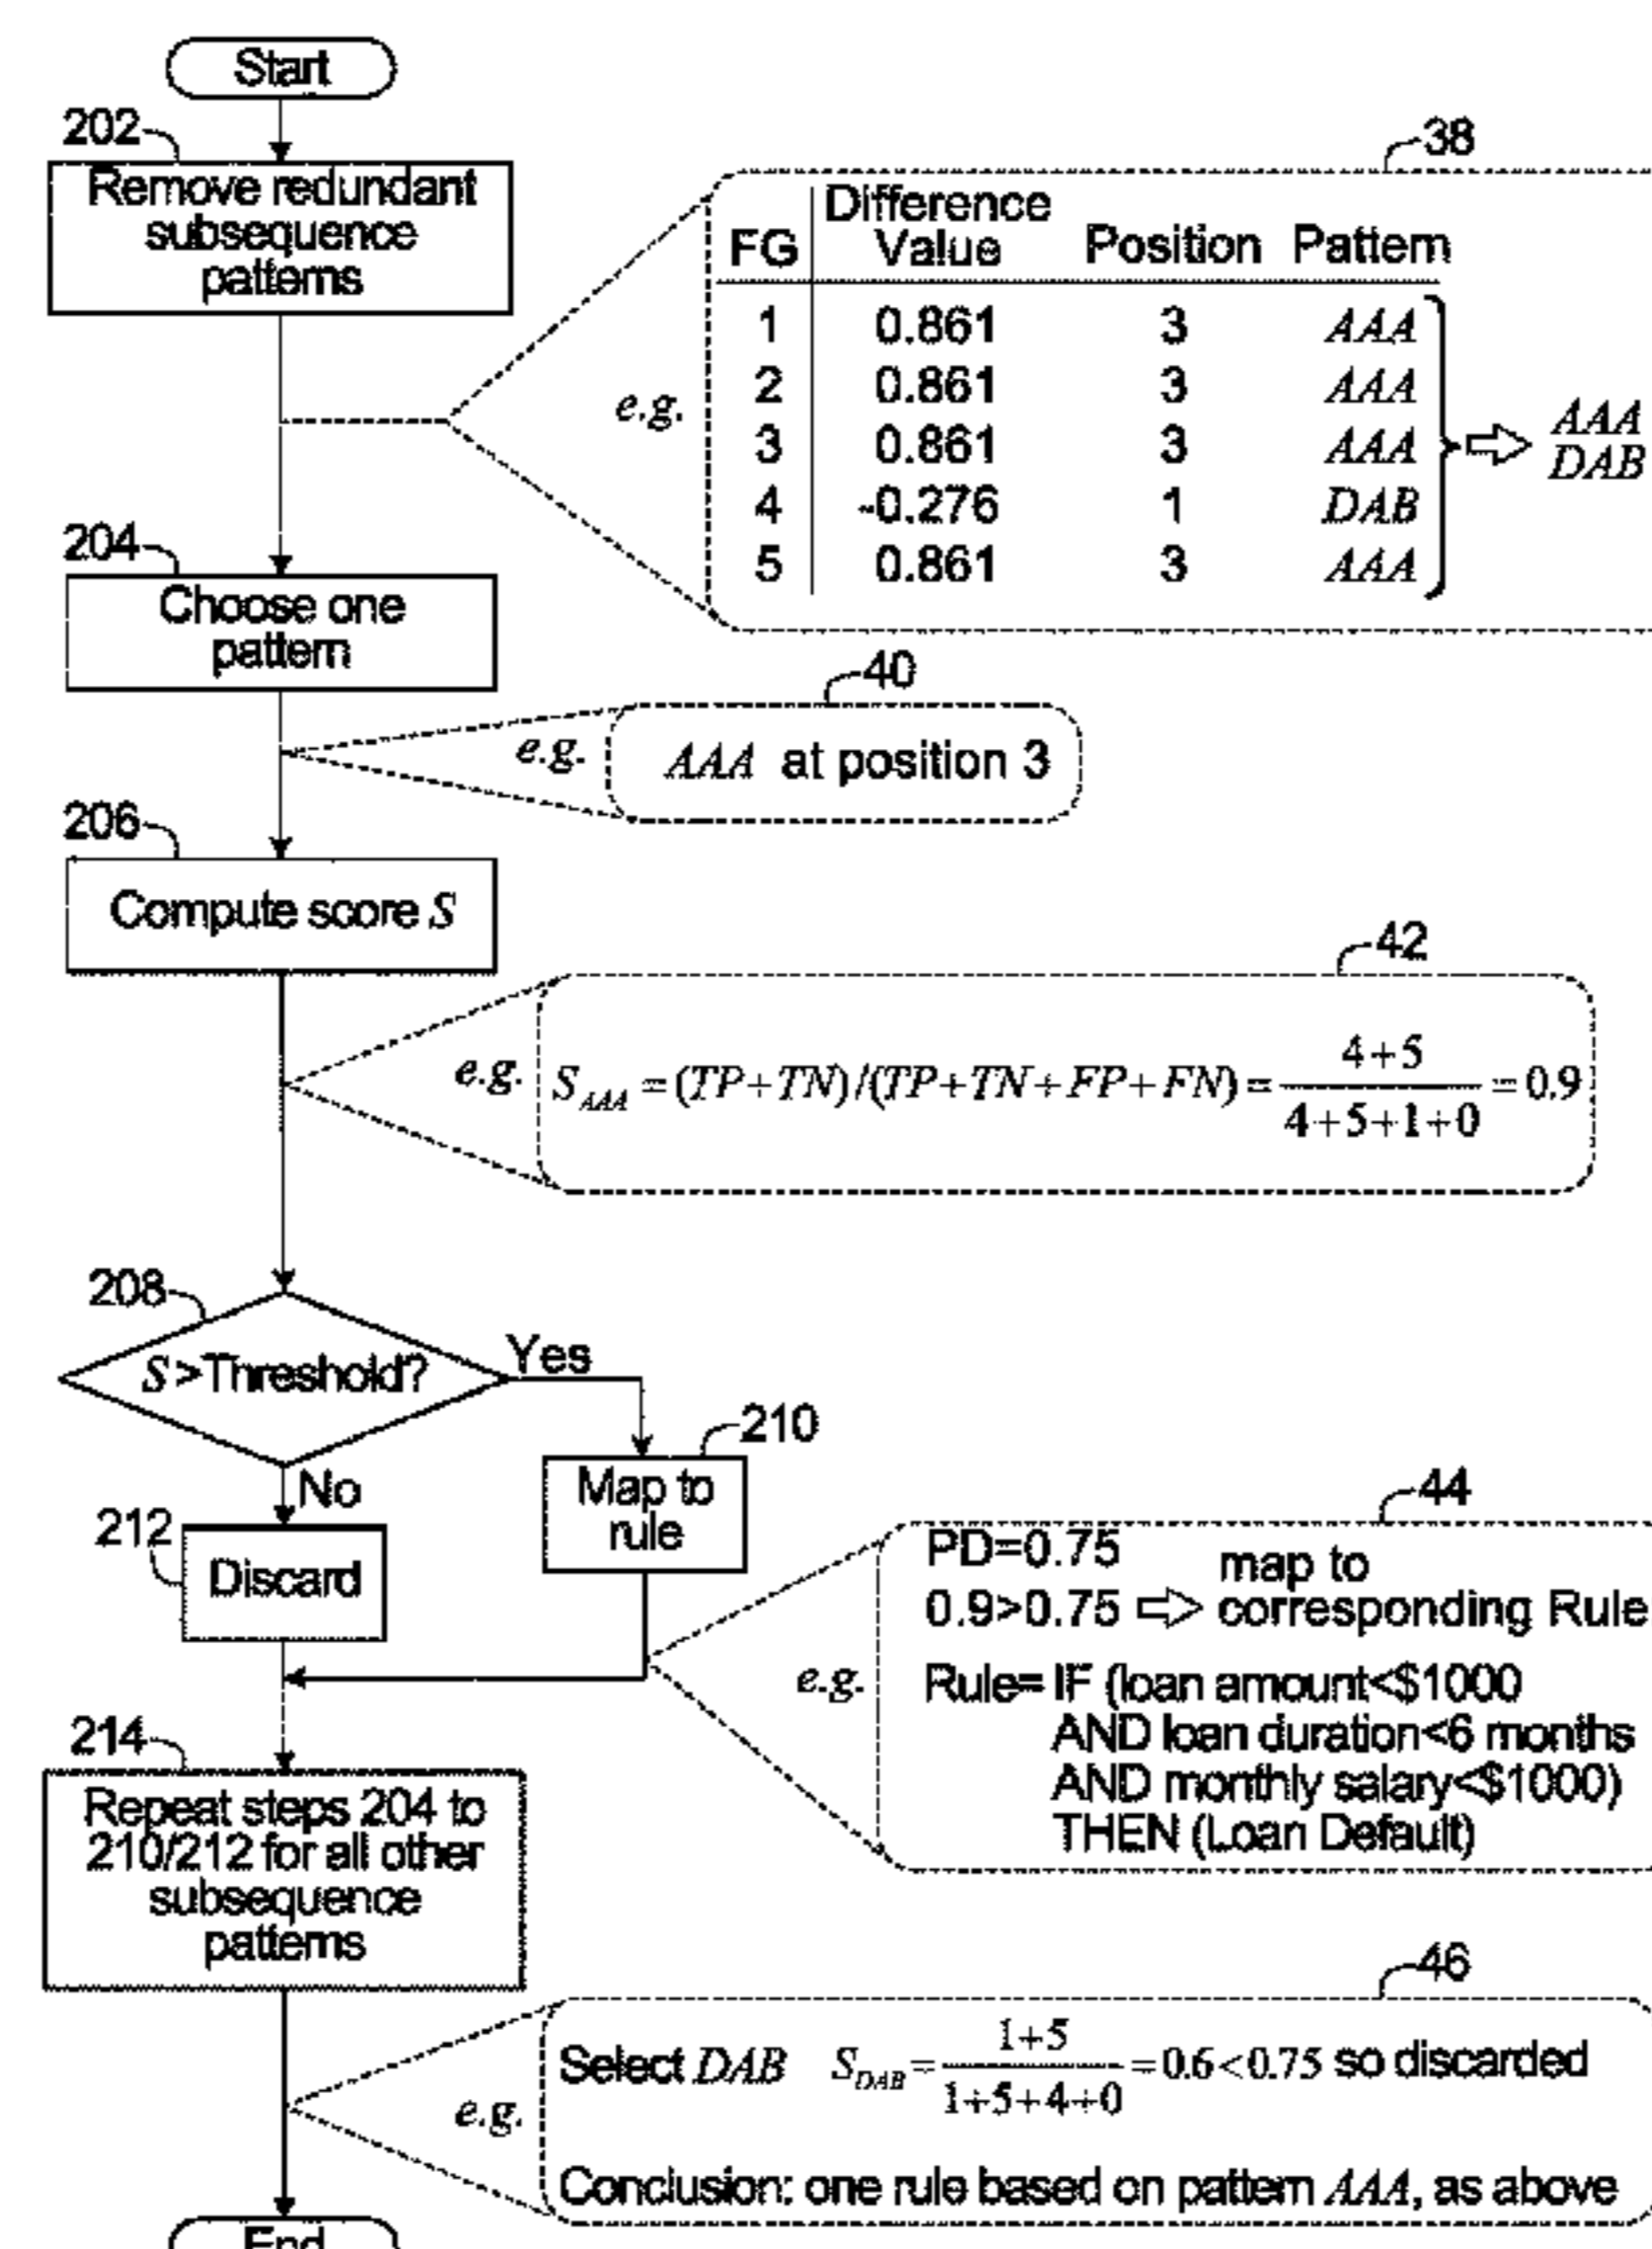 Start
202
Remove redundant
subsequence
patterns
38
Difference
FG Value Position Pattern
1 0.861 3 AAA
2 0.861 3 AAA
3 0.861 3 AAA
4 -0.276 1 DAB
5 0.861 3 AAA
e.g.
⇨ AAA
DAB
204
Choose one
pattern
40
e.g. AAA at position 3
206
Compute score S
42
e.g. S_AAA = (TP+TN)/(TP+TN+FP+FN) = (4+5)/(4+5+1+0) = 0.9
208
S>Threshold?
Yes
No
210
Map to
rule
212
Discard
44
PD=0.75
0.9>0.75 ⇨ map to
corresponding Rule
e.g.
Rule= IF (loan amount<$1000
AND loan duration<6 months
AND monthly salary<$1000)
THEN (Loan Default)
214
Repeat steps 204 to
210/212 for all other
subsequence
patterns
46
Select DAB S_DAB = (1+5)/(1+5+4+0) = 0.6<0.75 so discarded
e.g.
Conclusion: one rule based on pattern AAA, as above
End